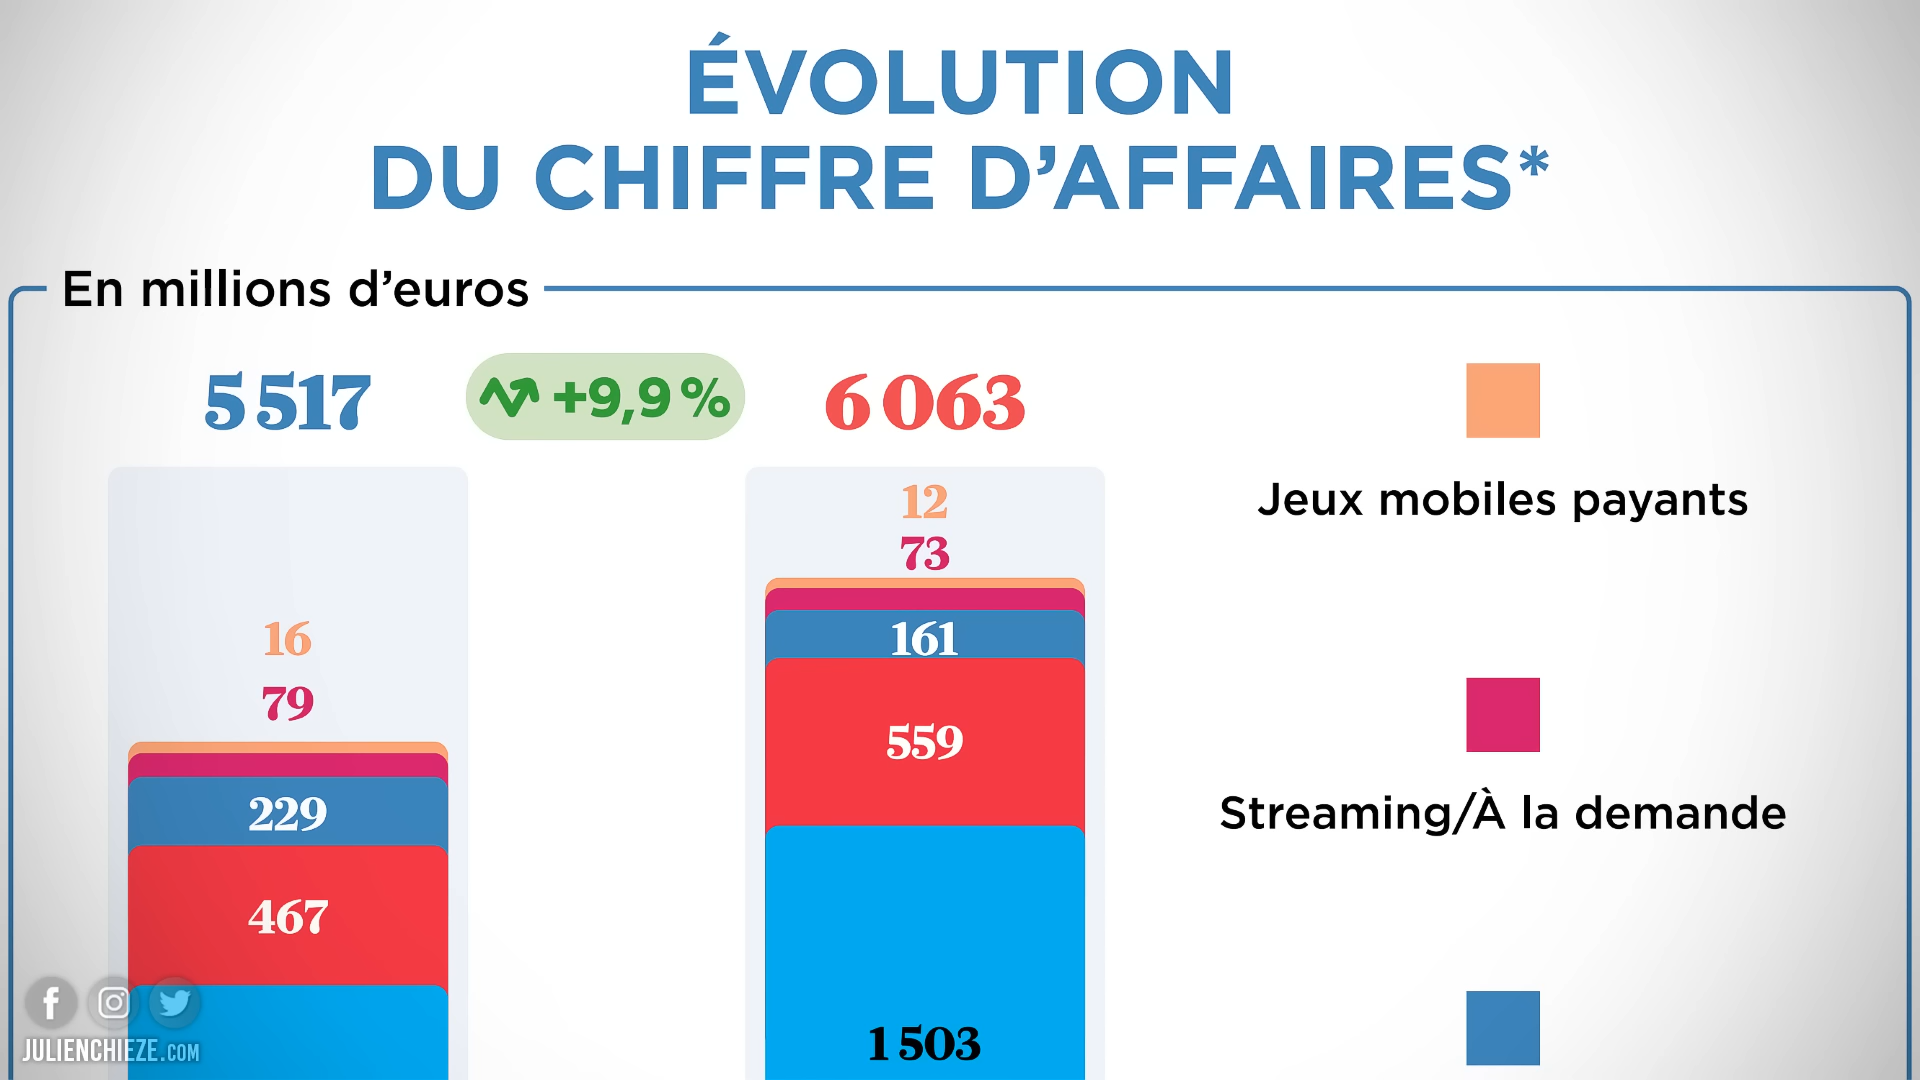 ÉVOLUTION
DU CHIFFRE D'AFFAIRES*
En millions d'euros
5 517
+9,9 %
6 063
16
79
229
467
12
73
161
559
1 503
Jeux mobiles payants
Streaming/À la demande
JULIENCHIEZE.COM